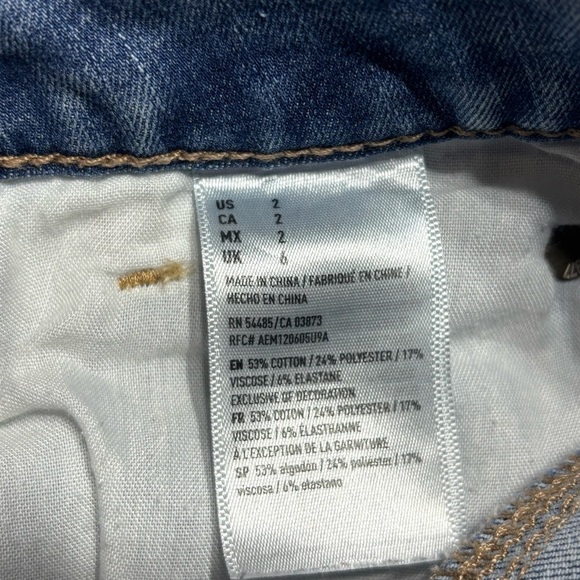 US 2
CA 2
MX 2
UK 6
MADE IN CHINA / FABRIQUÉ EN CHINE /
HECHO EN CHINA
RN 54485/CA 03873
RFC# AEM120605U9A
EN 53% COTTON / 24% POLYESTER / 17%
VISCOSE / 6% ELASTANE
EXCLUSIVE OF DECORATION
FR 53% COTON / 24% POLYESTER / 17%
VISCOSE / 6% ÉLASTHANNE
À L'EXCEPTION DE LA GARNITURE
SP 53% algodón / 24% poliéster / 17%
viscosa / 6% elastano